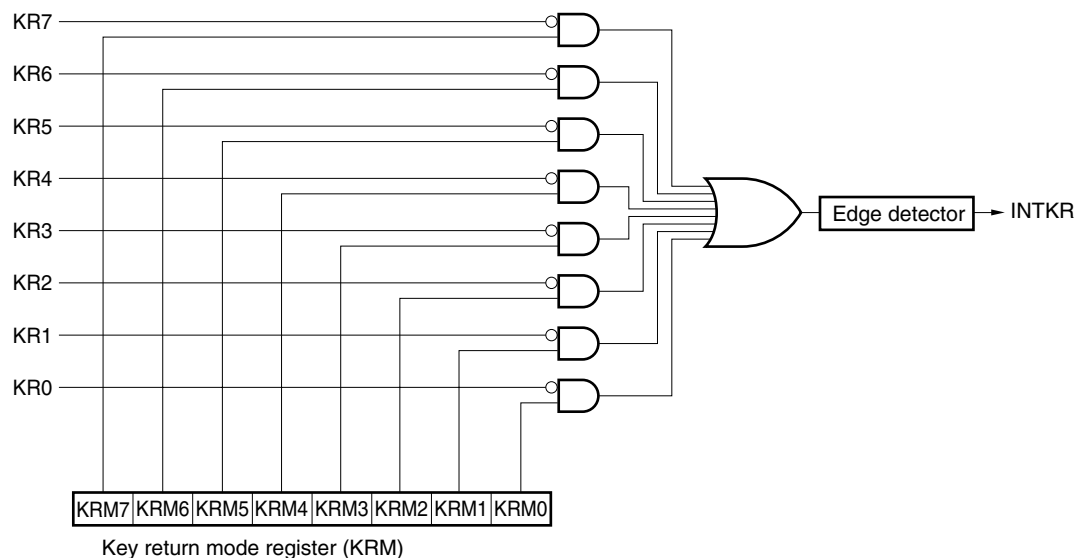 KR7
KR6
KR5
KR4
KR3
KR2
KR1
KR0
Edge detector
INTKR
KRM7 KRM6 KRM5 KRM4 KRM3 KRM2 KRM1 KRM0
Key return mode register (KRM)